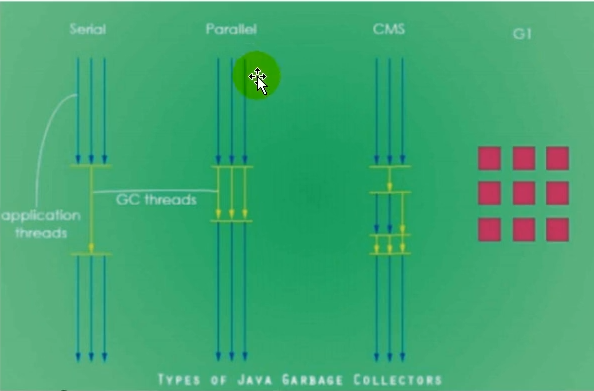 Serial
Parallel
CMS
G1
application
threads
GC threads
TYPES OF JAVA GARBAGE COLLECTORS